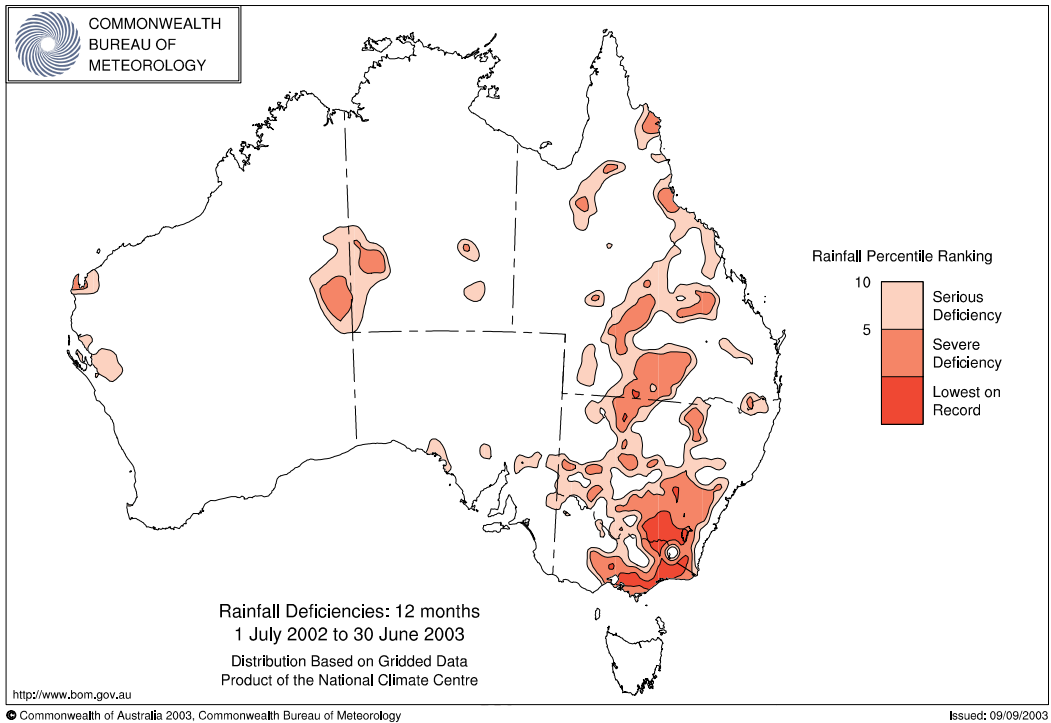 COMMONWEALTH
BUREAU OF
METEOROLOGY
Rainfall Percentile Ranking
10
Serious
Deficiency
5
Severe
Deficiency
Lowest on
Record
Rainfall Deficiencies: 12 months
1 July 2002 to 30 June 2003
Distribution Based on Gridded Data
Product of the National Climate Centre
http://www.bom.gov.au
© Commonwealth of Australia 2003, Commonwealth Bureau of Meteorology
Issued: 09/09/2003